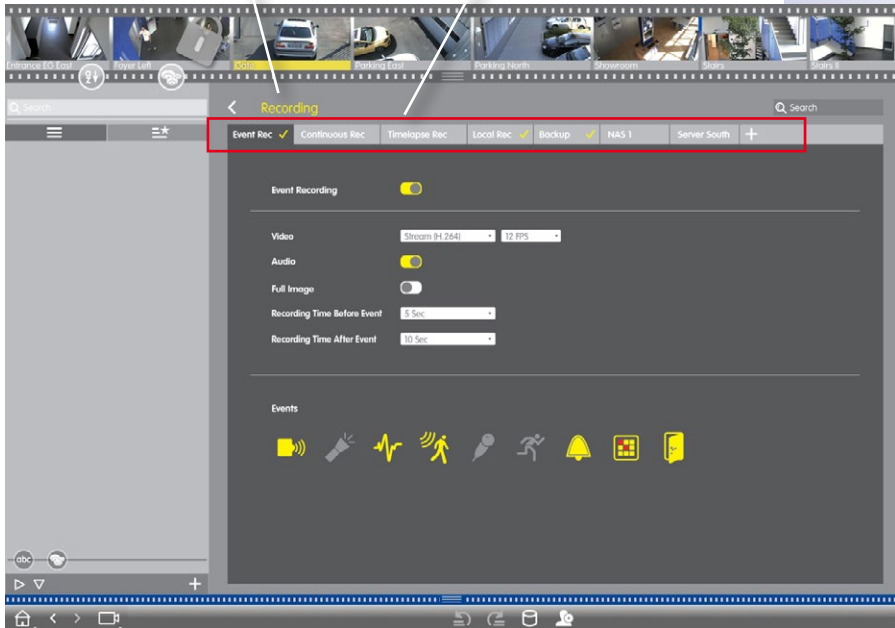 Entrance EG East Foyer Left Gate Parking East Parking North Showroom Stairs Stairs II
Search
Recording
Search
Event Rec Continuous Rec Timelapse Rec Local Rec Backup NAS 1 Server South
Event Recording
Video Stream (H.264) 12 FPS
Audio
Full Image
Recording Time Before Event 5 Sec
Recording Time After Event 10 Sec
Events
abc